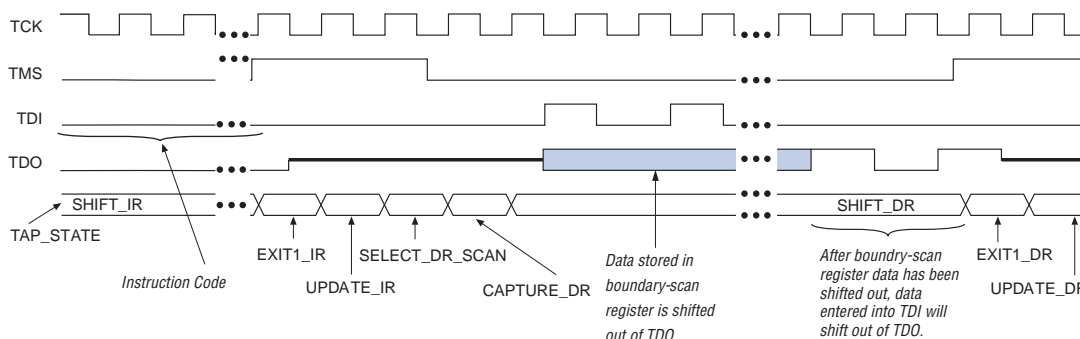 TCK
TMS
TDI
TDO
SHIFT_IR
SHIFT_DR
TAP_STATE
EXIT1_IR
SELECT_DR_SCAN
EXIT1_DR
Instruction Code
UPDATE_IR
CAPTURE_DR
UPDATE_DR
Data stored in
boundary-scan
register is shifted
out of TDO
After boundry-scan
register data has been
shifted out, data
entered into TDI will
shift out of TDO.